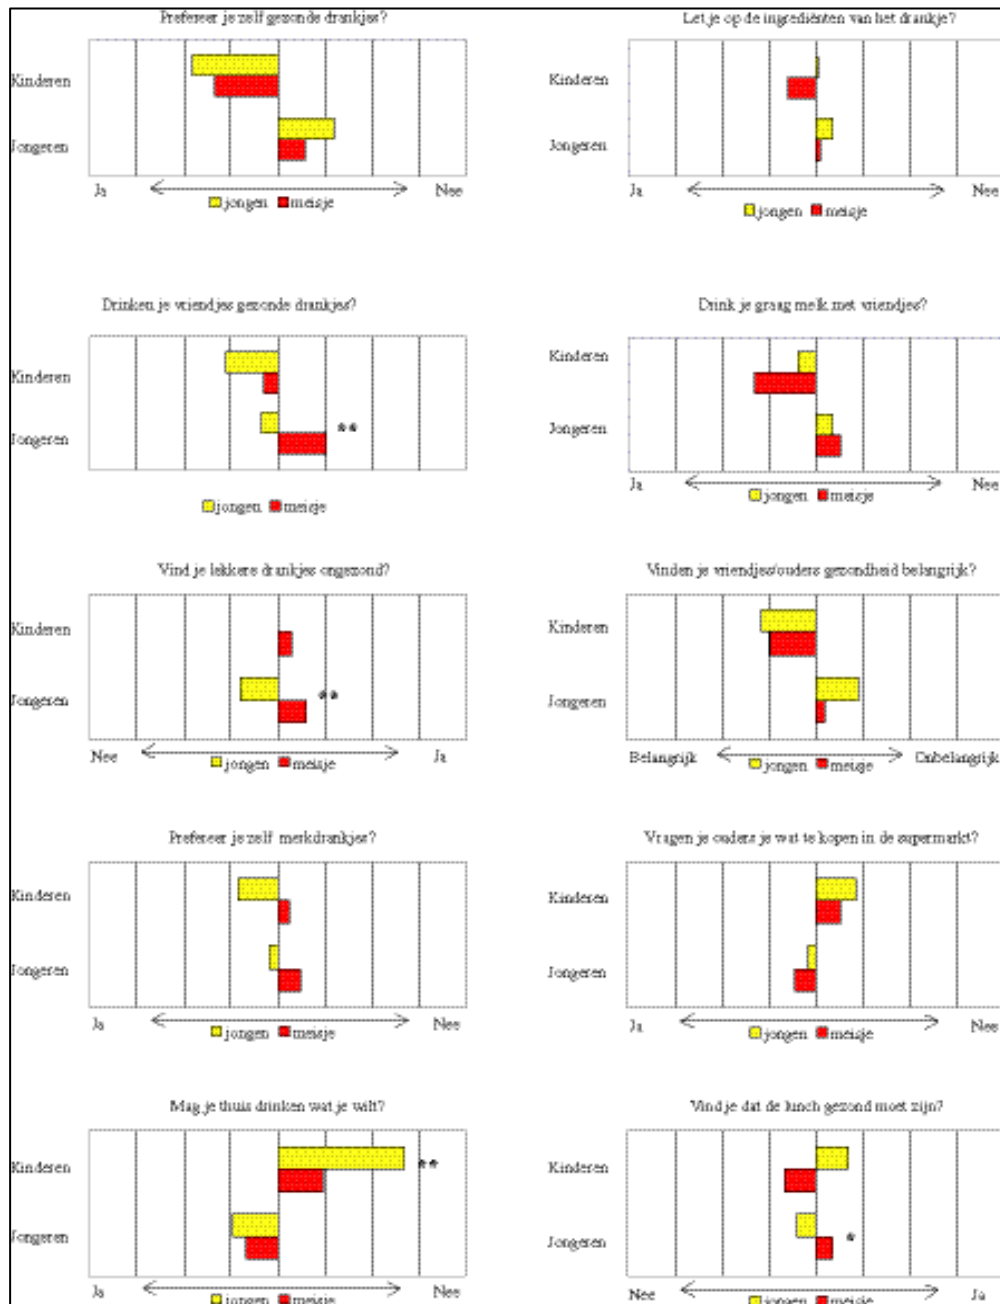 Prefereer je zelf gezonde drankjes?
Kinderen
Jongeren
Ja
Nee
jongen meisje
Let je op de ingrediënten van het drankje?
Kinderen
Jongeren
Ja
Nee
jongen meisje
Drinken je vriendjes gezonde drankjes?
Kinderen
Jongeren
**
jongen meisje
Drink je graag melk met vriendjes?
Kinderen
Jongeren
Ja
Nee
jongen meisje
Vind je lekkere drankjes ongezond?
Kinderen
Jongeren
**
Nee
Ja
jongen meisje
Vinden je vriendjes/ouders gezondheid belangrijk?
Kinderen
Jongeren
Belangrijk
Onbelangrijk
jongen meisje
Prefereer je zelf merkdrankjes?
Kinderen
Jongeren
Ja
Nee
jongen meisje
Vragen je ouders je wat te kopen in de supermarkt?
Kinderen
Jongeren
Ja
Nee
jongen meisje
Mag je thuis drinken wat je wilt?
Kinderen
**
Jongeren
Ja
Nee
jongen meisje
Vind je dat de lunch gezond moet zijn?
Kinderen
Jongeren
*
Nee
Ja
jongen meisje